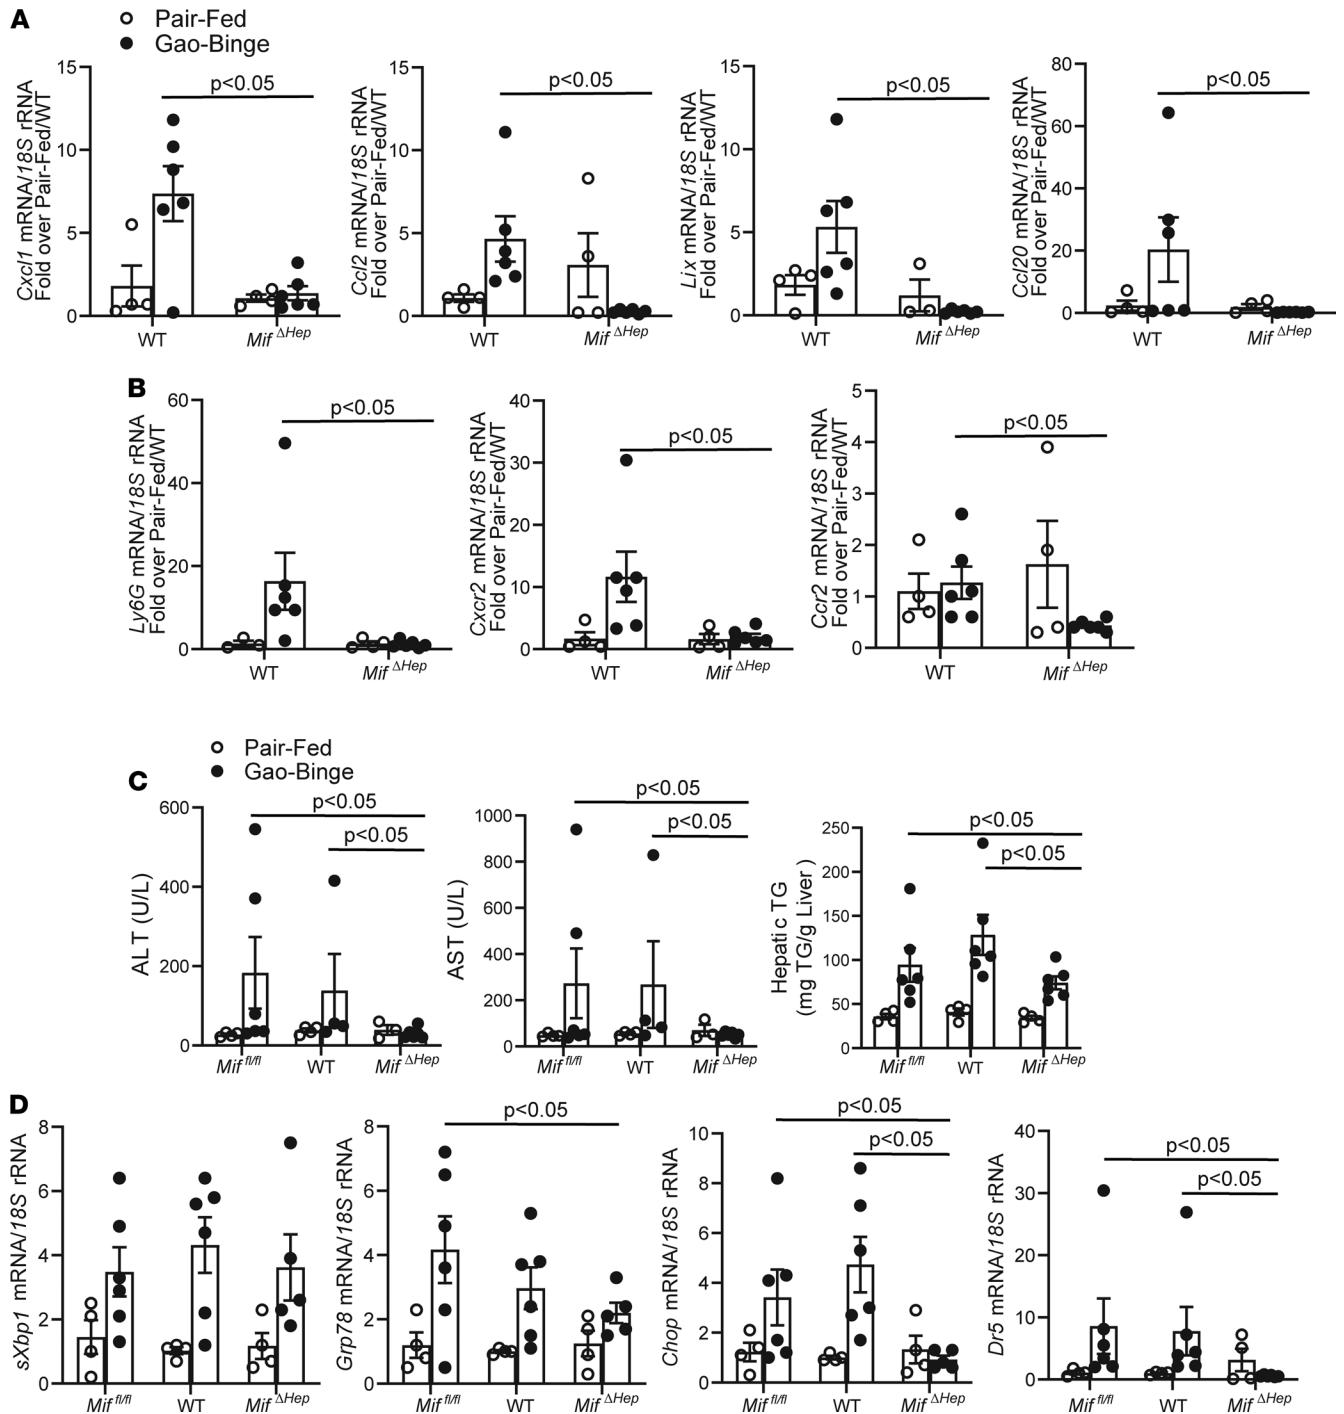 A
Pair-Fed
Gao-Binge
Cxcl1 mRNA/18S rRNA
Fold over Pair-Fed/WT
15
10
5
0
p<0.05
WT
Mif ΔHep
Ccl2 mRNA/18S rRNA
Fold over Pair-Fed/WT
15
10
5
0
p<0.05
WT
Mif ΔHep
Lix mRNA/18S rRNA
Fold over Pair-Fed/WT
15
10
5
0
p<0.05
WT
Mif ΔHep
Ccl20 mRNA/18S rRNA
Fold over Pair-Fed/WT
80
60
40
20
0
p<0.05
WT
Mif ΔHep
B
Ly6G mRNA/18S rRNA
Fold over Pair-Fed/WT
60
40
20
0
p<0.05
WT
Mif ΔHep
Cxcr2 mRNA/18S rRNA
Fold over Pair-Fed/WT
40
30
20
10
0
p<0.05
WT
Mif ΔHep
Ccr2 mRNA/18S rRNA
Fold over Pair-Fed/WT
5
4
3
2
1
0
p<0.05
WT
Mif ΔHep
C
Pair-Fed
Gao-Binge
ALT (U/L)
600
400
200
0
p<0.05
p<0.05
Mif fl/fl
WT
Mif ΔHep
AST (U/L)
1000
800
600
400
200
0
p<0.05
p<0.05
Mif fl/fl
WT
Mif ΔHep
Hepati c TG
(mg TG/g Liver )
250
200
150
100
50
0
p<0.05
p<0.05
Mif fl/fl
WT
Mif ΔHep
D
sXbp1 mRNA/18S rRNA
8
6
4
2
0
Mif fl/fl
WT
Mif ΔHep
Grp78 mRNA/18S rRNA
8
6
4
2
0
p<0.05
Mif fl/fl
WT
Mif ΔHep
Chop mRNA/18S rRNA
10
8
6
4
2
0
p<0.05
p<0.05
Mif fl/fl
WT
Mif ΔHep
Dr5 mRNA/18S rRNA
40
30
20
10
0
p<0.05
p<0.05
Mif fl/fl
WT
Mif ΔHep